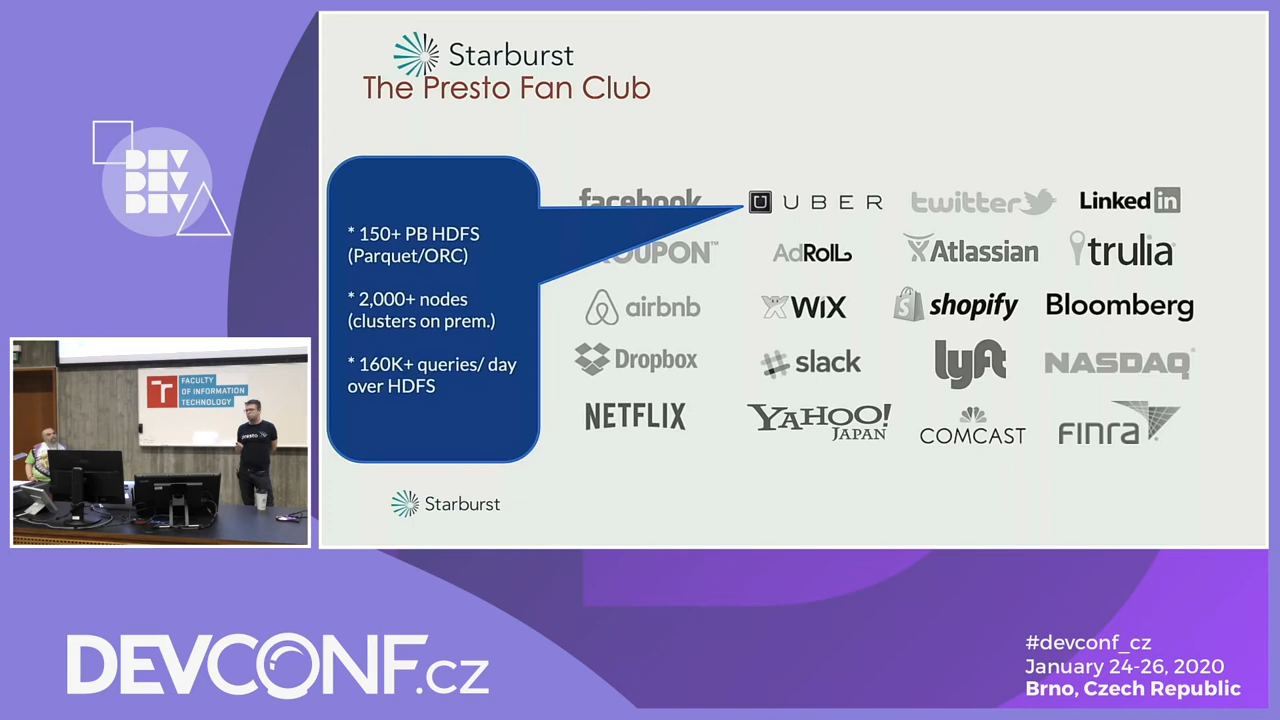 DEV
DEV
DEV
Starburst
The Presto Fan Club
* 150+ PB HDFS
(Parquet/ORC)
* 2,000+ nodes
(clusters on prem.)
* 160K+ queries/ day
over HDFS
facebook
UBER
twitter
Linked in
OUPON™
AdRoll
Atlassian
trulia
airbnb
WiX
shopify
Bloomberg
Dropbox
slack
lyft
NASDAQ
NETFLIX
YAHOO!
JAPAN
COMCAST
FINRA
Starburst
T
FACULTY
OF INFORMATION
TECHNOLOGY
presto
DEVCONF.cz
#devconf_cz
January 24-26, 2020
Brno, Czech Republic